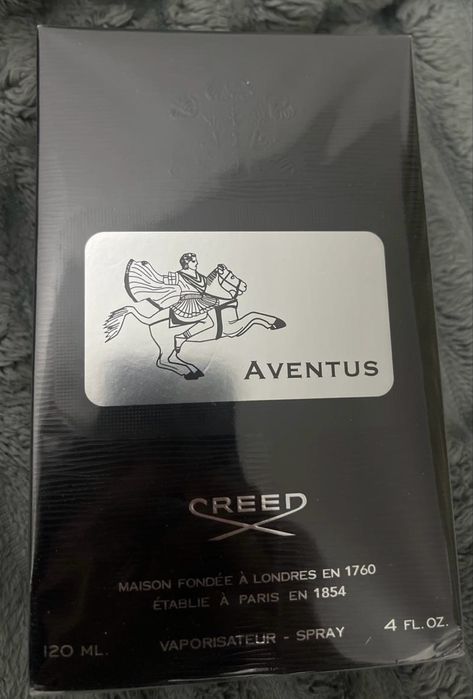 AVENTUS
CREED
MAISON FONDÉE À LONDRES EN 1760
ÉTABLIE À PARIS EN 1854
120 ML. VAPORISATEUR - SPRAY 4 FL. OZ.